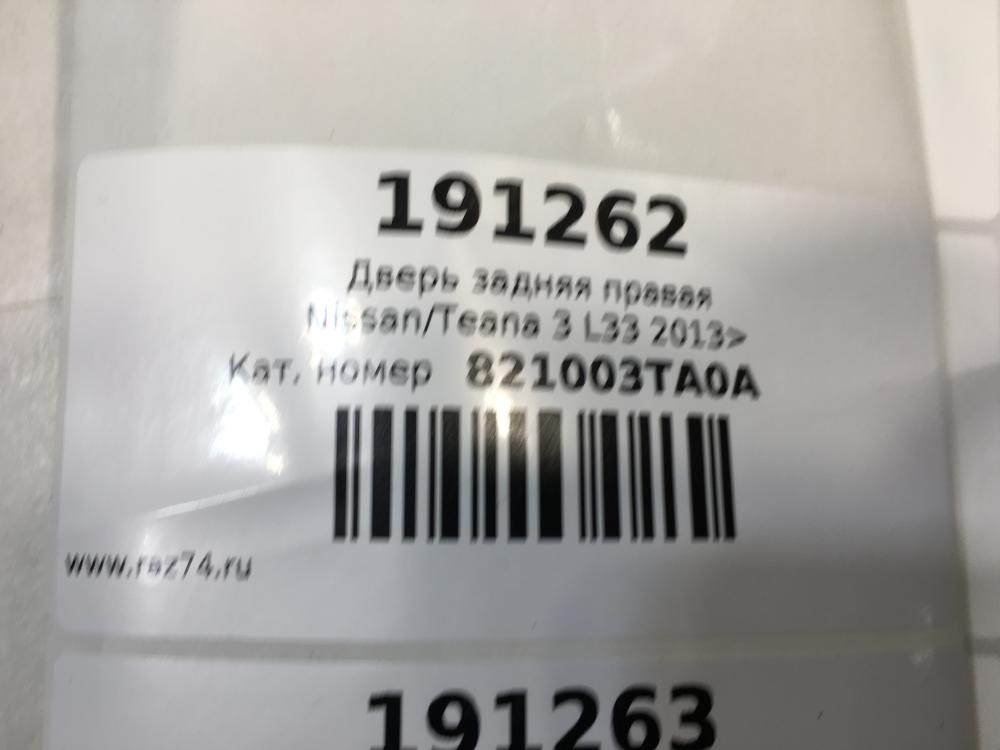 191262
Дверь задняя правая
Nissan/Teana 3 L33 2013>
Кат. номер 821003TA0A
www.raz74.ru
191263